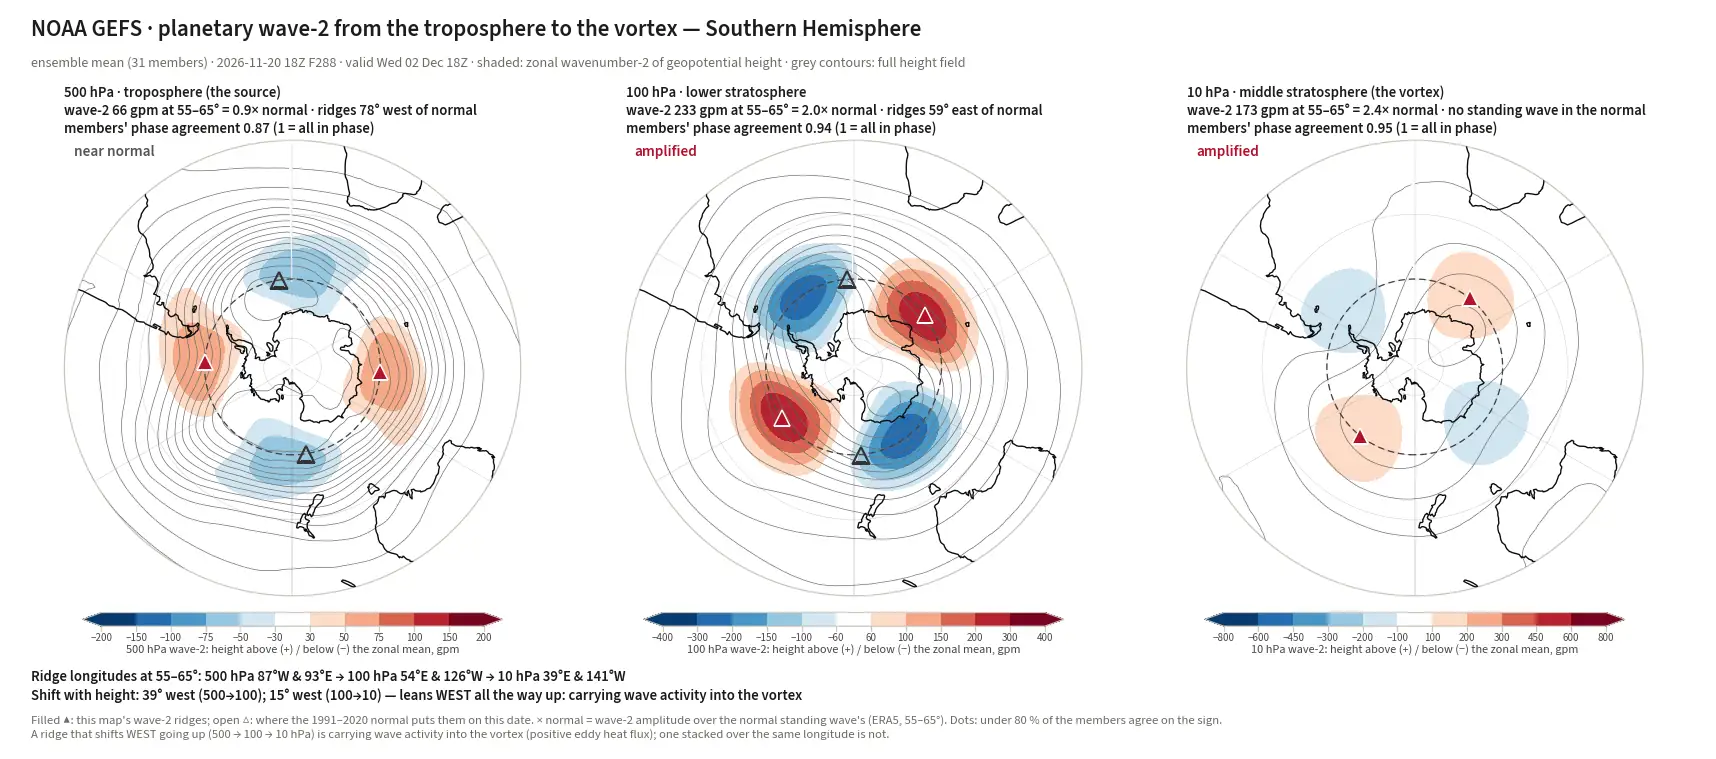 NOAA GEFS · planetary wave-2 from the troposphere to the vortex — Southern Hemisphere
ensemble mean (31 members) · 2026-11-20 18Z F288 · valid Wed 02 Dec 18Z · shaded: zonal wavenumber-2 of geopotential height · grey contours: full height field
500 hPa · troposphere (the source)
wave-2 66 gpm at 55–65° = 0.9× normal · ridges 78° west of normal
members' phase agreement 0.87 (1 = all in phase)
near normal
100 hPa · lower stratosphere
wave-2 233 gpm at 55–65° = 2.0× normal · ridges 59° east of normal
members' phase agreement 0.94 (1 = all in phase)
amplified
10 hPa · middle stratosphere (the vortex)
wave-2 173 gpm at 55–65° = 2.4× normal · no standing wave in the normal
members' phase agreement 0.95 (1 = all in phase)
amplified
−200 −150 −100 −75 −50 −30 30 50 75 100 150 200
500 hPa wave-2: height above (+) / below (−) the zonal mean, gpm
−400 −300 −200 −150 −100 −60 60 100 150 200 300 400
100 hPa wave-2: height above (+) / below (−) the zonal mean, gpm
−800 −600 −450 −300 −200 −100 100 200 300 450 600 800
10 hPa wave-2: height above (+) / below (−) the zonal mean, gpm
Ridge longitudes at 55–65°: 500 hPa 87°W & 93°E → 100 hPa 54°E & 126°W → 10 hPa 39°E & 141°W
Shift with height: 39° west (500→100); 15° west (100→10) — leans WEST all the way up: carrying wave activity into the vortex
Filled ▲: this map's wave-2 ridges; open △: where the 1991–2020 normal puts them on this date. × normal = wave-2 amplitude over the normal standing wave's (ERA5, 55–65°). Dots: under 80 % of the members agree on the sign.
A ridge that shifts WEST going up (500 → 100 → 10 hPa) is carrying wave activity into the vortex (positive eddy heat flux); one stacked over the same longitude is not.